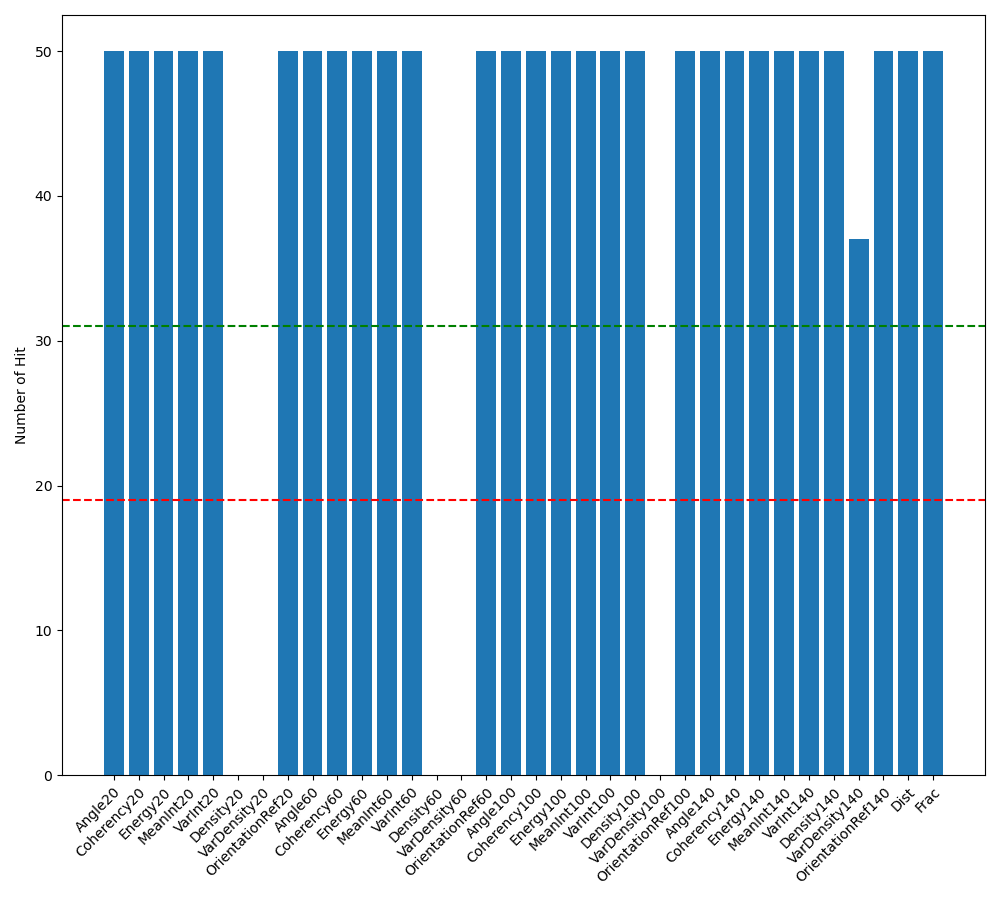 50
40
30
20
10
0
Number of Hit
Angle20
Coherency20
Energy20
MeanInt20
VarInt20
Density20
VarDensity20
OrientationRef20
Angle60
Coherency60
Energy60
MeanInt60
VarInt60
Density60
VarDensity60
OrientationRef60
Angle100
Coherency100
Energy100
MeanInt100
VarInt100
Density100
VarDensity100
OrientationRef100
Angle140
Coherency140
Energy140
MeanInt140
VarInt140
Density140
VarDensity140
OrientationRef140
Dist
Frac